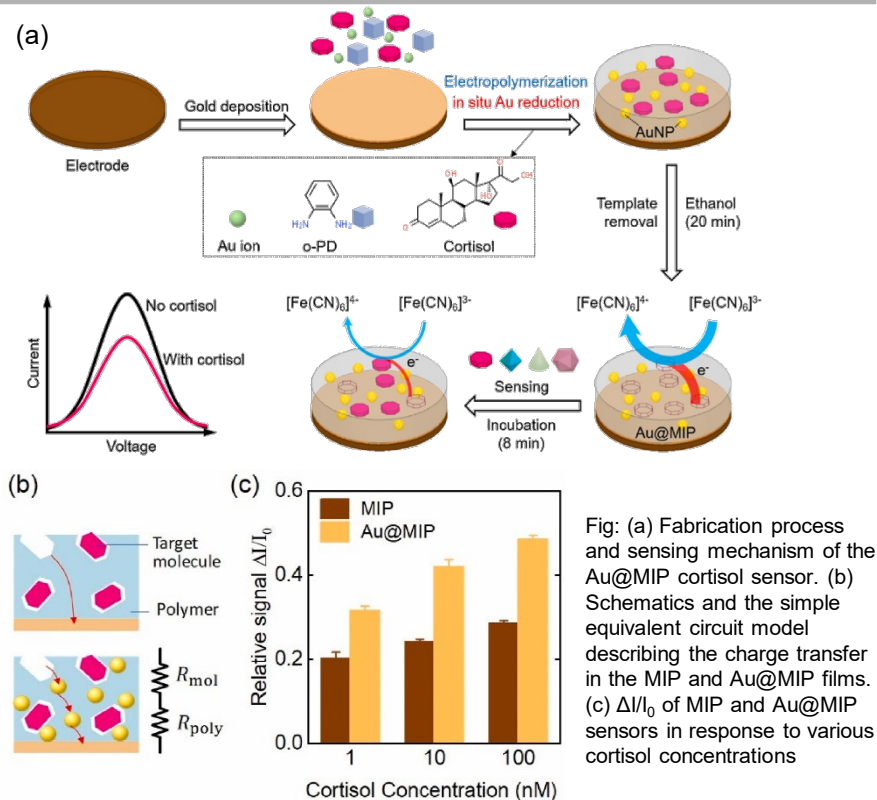 (a)
Electrode
Gold deposition
Electropolymerization
in situ Au reduction
AuNP
Au ion
o-PD
Cortisol
H₂N
NH₂
OH
O
OH
HO
O
Template
removal
Ethanol
(20 min)
No cortisol
With cortisol
Current
Voltage
[Fe(CN)₆]⁴⁻
[Fe(CN)₆]³⁻
e⁻
Sensing
Incubation
(8 min)
[Fe(CN)₆]⁴⁻
[Fe(CN)₆]³⁻
e⁻
Au@MIP
(b)
Target
molecule
Polymer
Rmol
Rpoly
(c)
0.6
0.4
0.2
0.0
Relative signal ΔI/I₀
MIP
Au@MIP
1
10
100
Cortisol Concentration (nM)
Fig: (a) Fabrication process
and sensing mechanism of the
Au@MIP cortisol sensor. (b)
Schematics and the simple
equivalent circuit model
describing the charge transfer
in the MIP and Au@MIP films.
(c) ΔI/I₀ of MIP and Au@MIP
sensors in response to various
cortisol concentrations